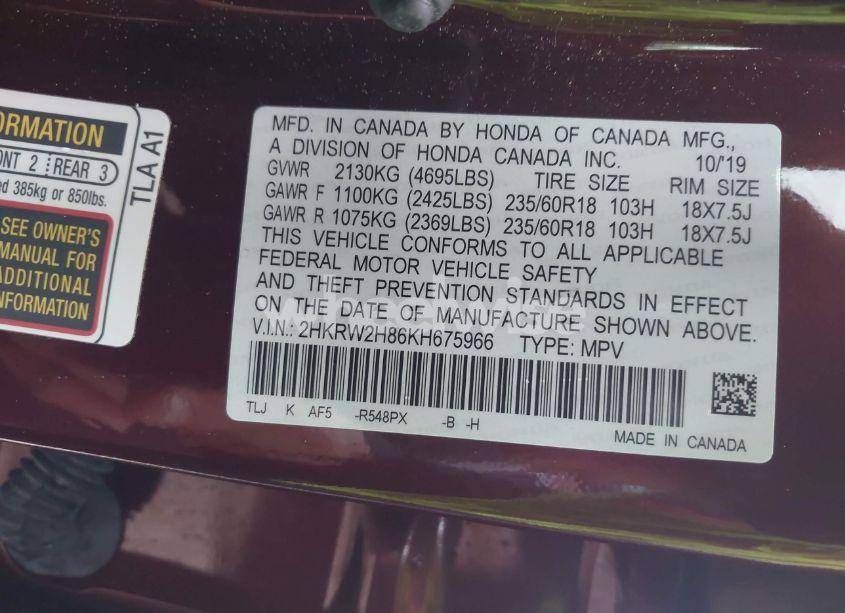 ORMATION
ONT 2 REAR 3
ed 385kg or 850lbs.
SEE OWNER'S
MANUAL FOR
ADDITIONAL
NFORMATION
TLA A1
MFD. IN CANADA BY HONDA OF CANADA MFG.,
A DIVISION OF HONDA CANADA INC. 10/'19
GVWR 2130KG (4695LBS) TIRE SIZE RIM SIZE
GAWR F 1100KG (2425LBS) 235/60R18 103H 18X7.5J
GAWR R 1075KG (2369LBS) 235/60R18 103H 18X7.5J
THIS VEHICLE CONFORMS TO ALL APPLICABLE
FEDERAL MOTOR VEHICLE SAFETY
AND THEFT PREVENTION STANDARDS IN EFFECT
ON THE DATE OF MANUFACTURE SHOWN ABOVE.
V.I.N.: 2HKRW2H86KH675966 TYPE: MPV
TLJ K AF5 -R548PX -B -H
MADE IN CANADA